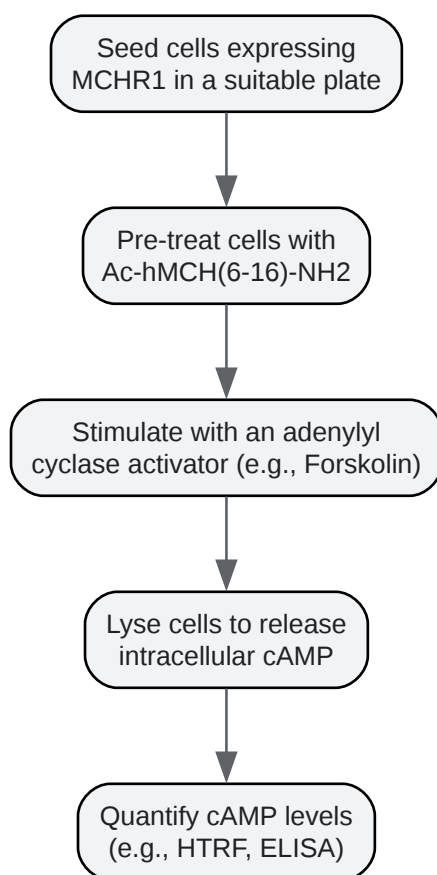 Seed cells expressing
MCHR1 in a suitable plate
Pre-treat cells with
Ac-hMCH(6-16)-NH2
Stimulate with an adenylyl
cyclase activator (e.g., Forskolin)
Lyse cells to release
intracellular cAMP
Quantify cAMP levels
(e.g., HTRF, ELISA)